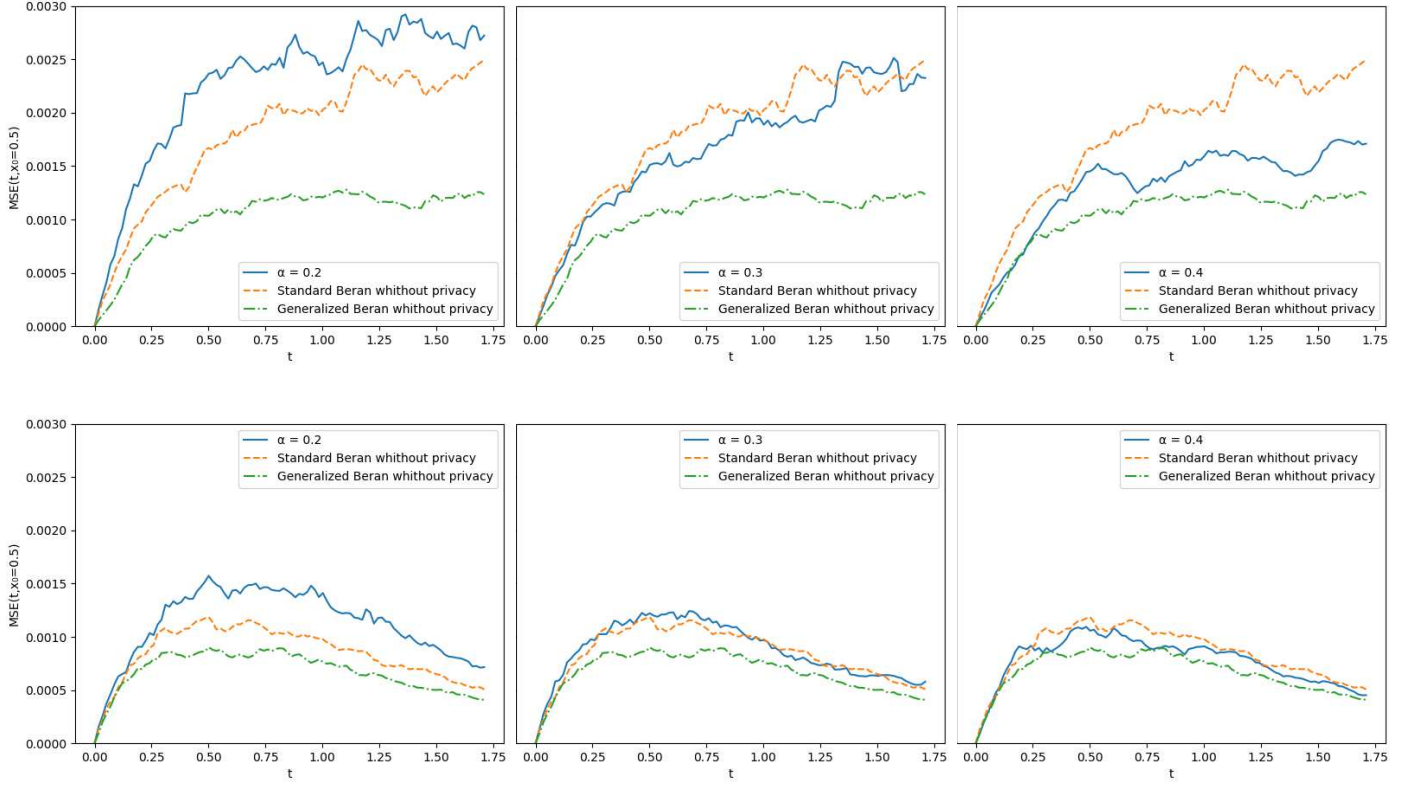 0.0030
0.0025
0.0020
0.0015
0.0010
0.0005
0.0000
MSE(t,x₀=0.5)
α = 0.2
Standard Beran whithout privacy
Generalized Beran whithout privacy
0.00 0.25 0.50 0.75 1.00 1.25 1.50 1.75
t
α = 0.3
Standard Beran whithout privacy
Generalized Beran whithout privacy
0.00 0.25 0.50 0.75 1.00 1.25 1.50 1.75
t
α = 0.4
Standard Beran whithout privacy
Generalized Beran whithout privacy
0.00 0.25 0.50 0.75 1.00 1.25 1.50 1.75
t
0.0030
0.0025
0.0020
0.0015
0.0010
0.0005
0.0000
MSE(t,x₀=0.5)
α = 0.2
Standard Beran whithout privacy
Generalized Beran whithout privacy
0.00 0.25 0.50 0.75 1.00 1.25 1.50 1.75
t
α = 0.3
Standard Beran whithout privacy
Generalized Beran whithout privacy
0.00 0.25 0.50 0.75 1.00 1.25 1.50 1.75
t
α = 0.4
Standard Beran whithout privacy
Generalized Beran whithout privacy
0.00 0.25 0.50 0.75 1.00 1.25 1.50 1.75
t